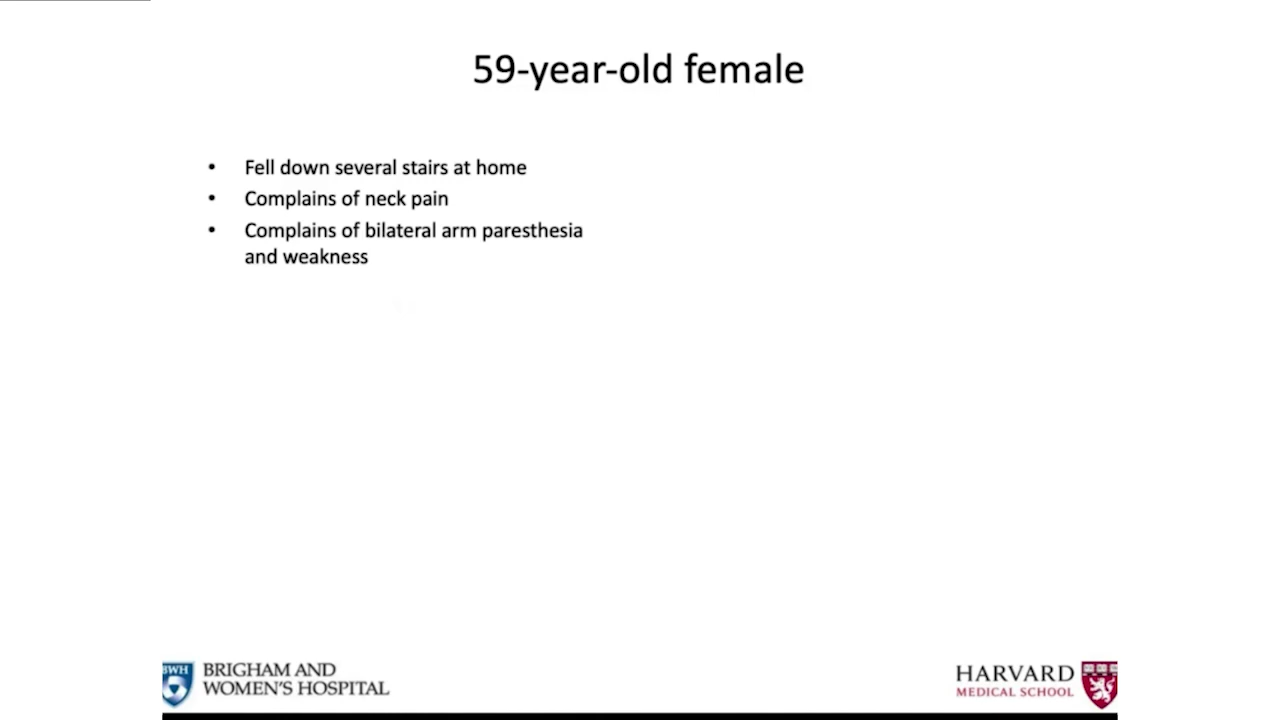 59-year-old female
• Fell down several stairs at home
• Complains of neck pain
• Complains of bilateral arm paresthesia
and weakness
BWH
BRIGHAM AND
WOMEN'S HOSPITAL
HARVARD
MEDICAL SCHOOL